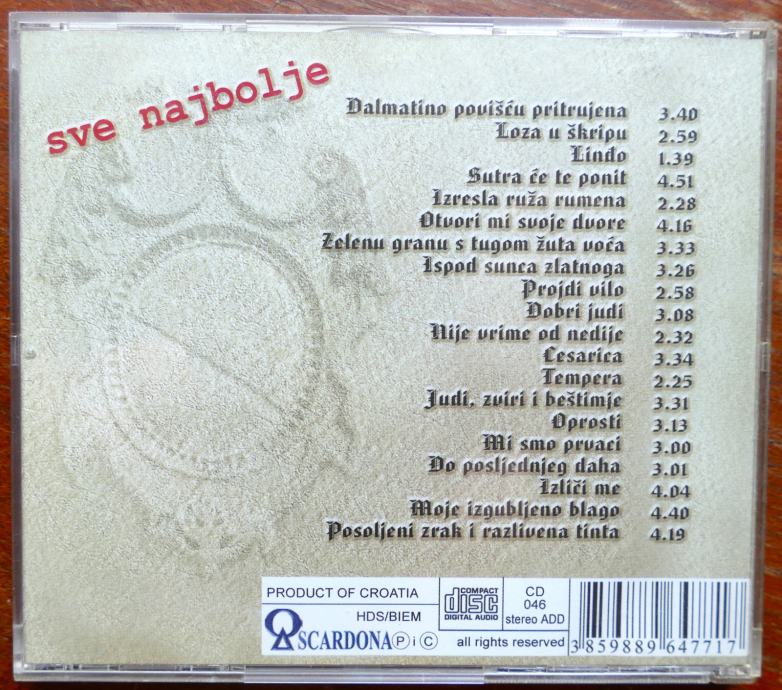 sve najbolje
Dalmatino povišću pritrujena 3.40
Loza u škripu 2.59
Linđo 1.39
Sutra će te ponit 4.51
Izresla ruža rumena 2.28
Otvori mi svoje dvore 4.16
Zelenu granu s tugom žuta voća 3.33
Ispod sunca zlatnoga 3.26
Projdi vilo 2.58
Dobri judi 3.08
Nije vrime od nedije 2.32
Cesarica 3.34
Tempera 2.25
Judi, zviri i beštimje 3.31
Oprosti 3.13
Mi smo prvaci 3.00
Do posljednjeg daha 3.01
Izliči me 4.04
Moje izgubljeno blago 4.40
Posoljeni zrak i razlivena tinta 4.19
PRODUCT OF CROATIA
HDS/BIEM
SCARDONA P i C
COMPACT
disc
DIGITAL AUDIO
CD
046
stereo ADD
all rights reserved
3 859889 647717